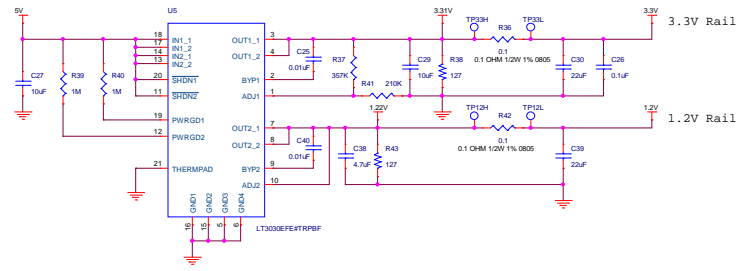 5V
U5
3.31V
TP33H
R36
TP33L
3.3V
3.3V Rail
18
IN1_1
OUT1_1
3
17
IN1_2
14
IN2_1
OUT1_2
4
13
IN2_2
0.1
0.1 OHM 1/2W 1% 0805
C25
0.01uF
R37
357K
C29
10uF
R38
127
C30
22uF
C26
0.1uF
C27
10uF
R39
1M
R40
1M
20
SHDN1
BYP1
2
11
SHDN2
ADJ1
1
R41
210K
19
PWRGD1
1.22V
TP12H
R42
TP12L
1.2V
1.2V Rail
12
PWRGD2
OUT2_1
7
OUT2_2
8
0.1
0.1 OHM 1/2W 1% 0805
C40
0.01uF
C38
4.7uF
R43
127
C39
22uF
21
THERMPAD
BYP2
9
ADJ2
10
GND1
GND2
GND3
GND4
16
15
5
6
LT3030EFE#TRPBF